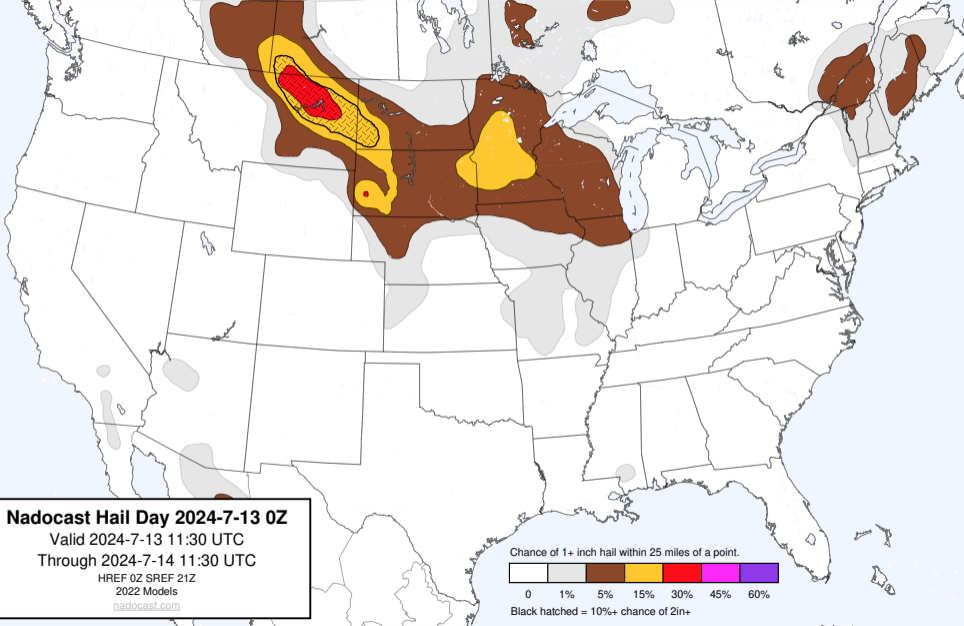 Nadocast Hail Day 2024-7-13 0Z
Valid 2024-7-13 11:30 UTC
Through 2024-7-14 11:30 UTC
HREF 0Z SREF 21Z
2022 Models
nadocast.com
Chance of 1+ inch hail within 25 miles of a point.
0 1% 5% 15% 30% 45% 60%
Black hatched = 10%+ chance of 2in+